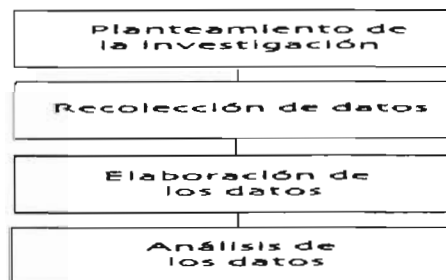 Planteamiento de
la investigación
Recolección de datos
Elaboración de
los datos
Análisis de
los datos